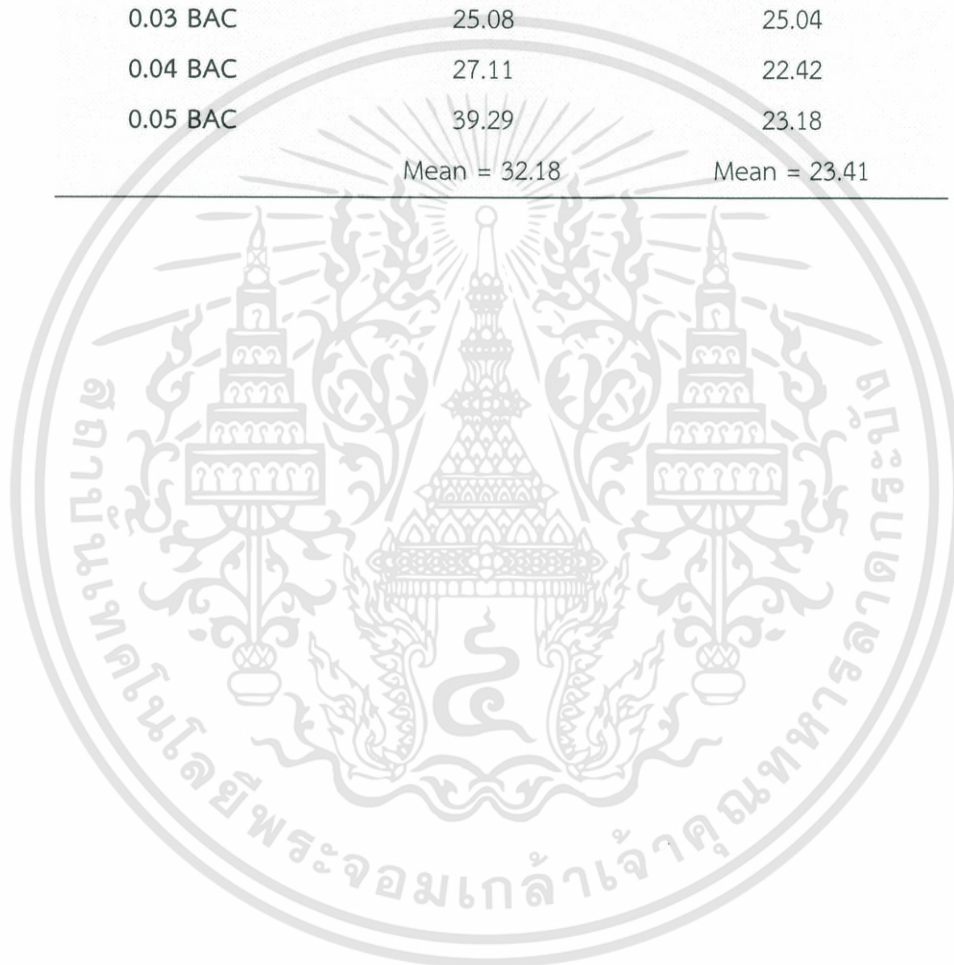 0.03 BAC 25.08 25.04
0.04 BAC 27.11 22.42
0.05 BAC 39.29 23.18
Mean = 32.18 Mean = 23.41
สถาบันเทคโนโลยีพระจอมเกล้าเจ้าคุณทหารลาดกระบัง
๔